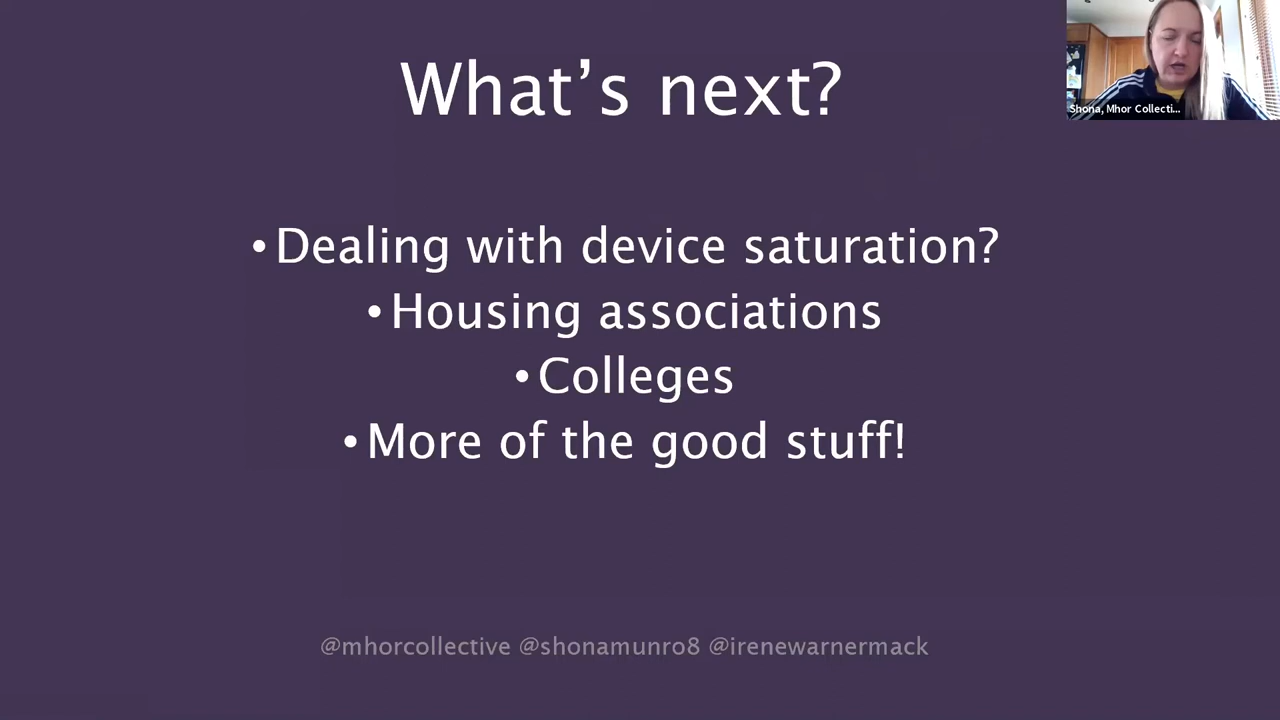 What’s next?
Shona, Mhor Collecti...
•Dealing with device saturation?
•Housing associations
•Colleges
•More of the good stuff!
@mhorcollective @shonamunro8 @irenewarnermack